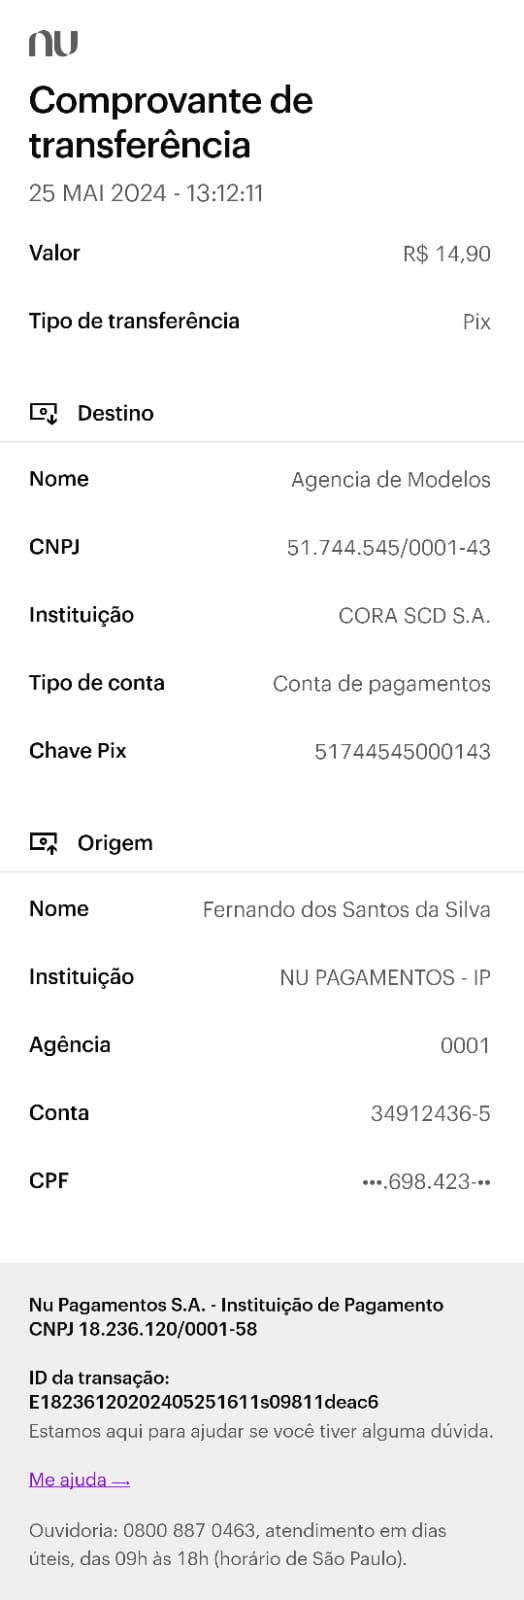 nu
Comprovante de
transferência
25 MAI 2024 - 13:12:11
Valor R$ 14,90
Tipo de transferência Pix
Destino
Nome Agencia de Modelos
CNPJ 51.744.545/0001-43
Instituição CORA SCD S.A.
Tipo de conta Conta de pagamentos
Chave Pix 51744545000143
Origem
Nome Fernando dos Santos da Silva
Instituição NU PAGAMENTOS - IP
Agência 0001
Conta 34912436-5
CPF •••.698.423-••
Nu Pagamentos S.A. - Instituição de Pagamento
CNPJ 18.236.120/0001-58
ID da transação:
E18236120202405251611s09811deac6
Estamos aqui para ajudar se você tiver alguma dúvida.
Me ajuda →
Ouvidoria: 0800 887 0463, atendimento em dias
úteis, das 09h às 18h (horário de São Paulo).